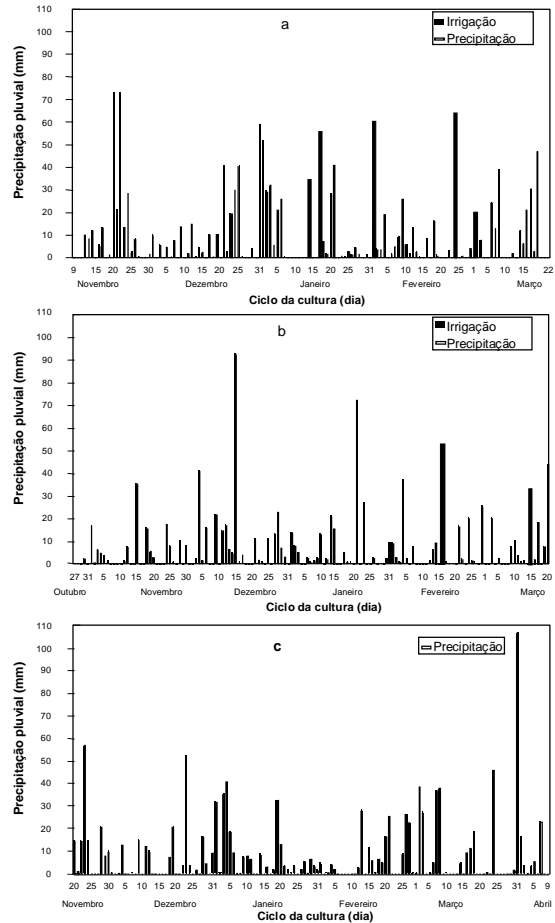 a
Precipitação pluvial (mm)
110
100
90
80
70
60
50
40
30
20
10
0
Irrigação
Precipitação
9 15 20 25 30 5 10 15 20 25 31 5 10 15 20 25 31 5 10 15 20 25 1 5 10 15 22
Novembro Dezembro Janeiro Fevereiro Março
Ciclo da cultura (dia)
b
Precipitação pluvial (mm)
110
100
90
80
70
60
50
40
30
20
10
0
Irrigação
Precipitação
27 31 5 10 15 20 25 30 5 10 15 20 25 31 5 10 15 20 25 31 5 10 15 20 25 1 5 10 15 20
Outubro Novembro Dezembro Janeiro Fevereiro Março
Ciclo da cultura (dia)
c
Precipitação pluvial (mm)
110
100
90
80
70
60
50
40
30
20
10
0
Precipitação
20 25 30 5 10 15 20 25 31 5 10 15 20 25 31 5 10 15 20 25 1 5 10 15 20 25 31 5 9
Novembro Dezembro Janeiro Fevereiro Março Abril
Ciclo da cultura (dia)